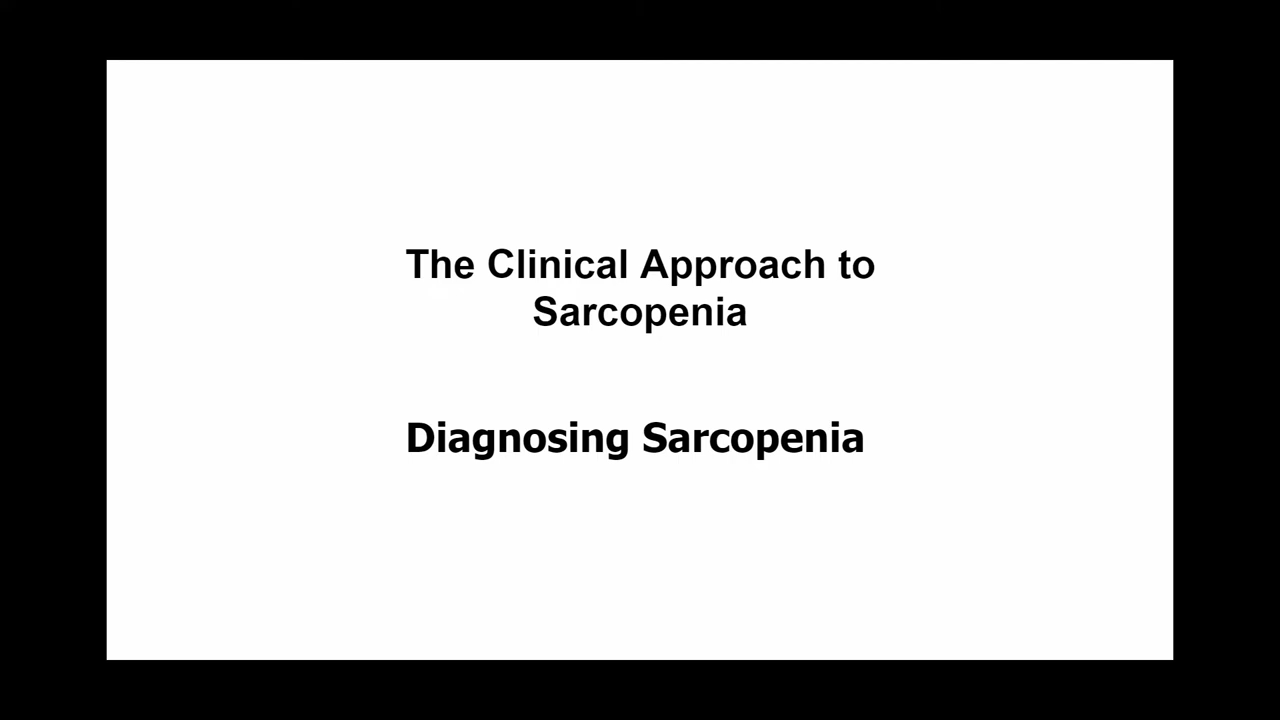 The Clinical Approach to
Sarcopenia
Diagnosing Sarcopenia